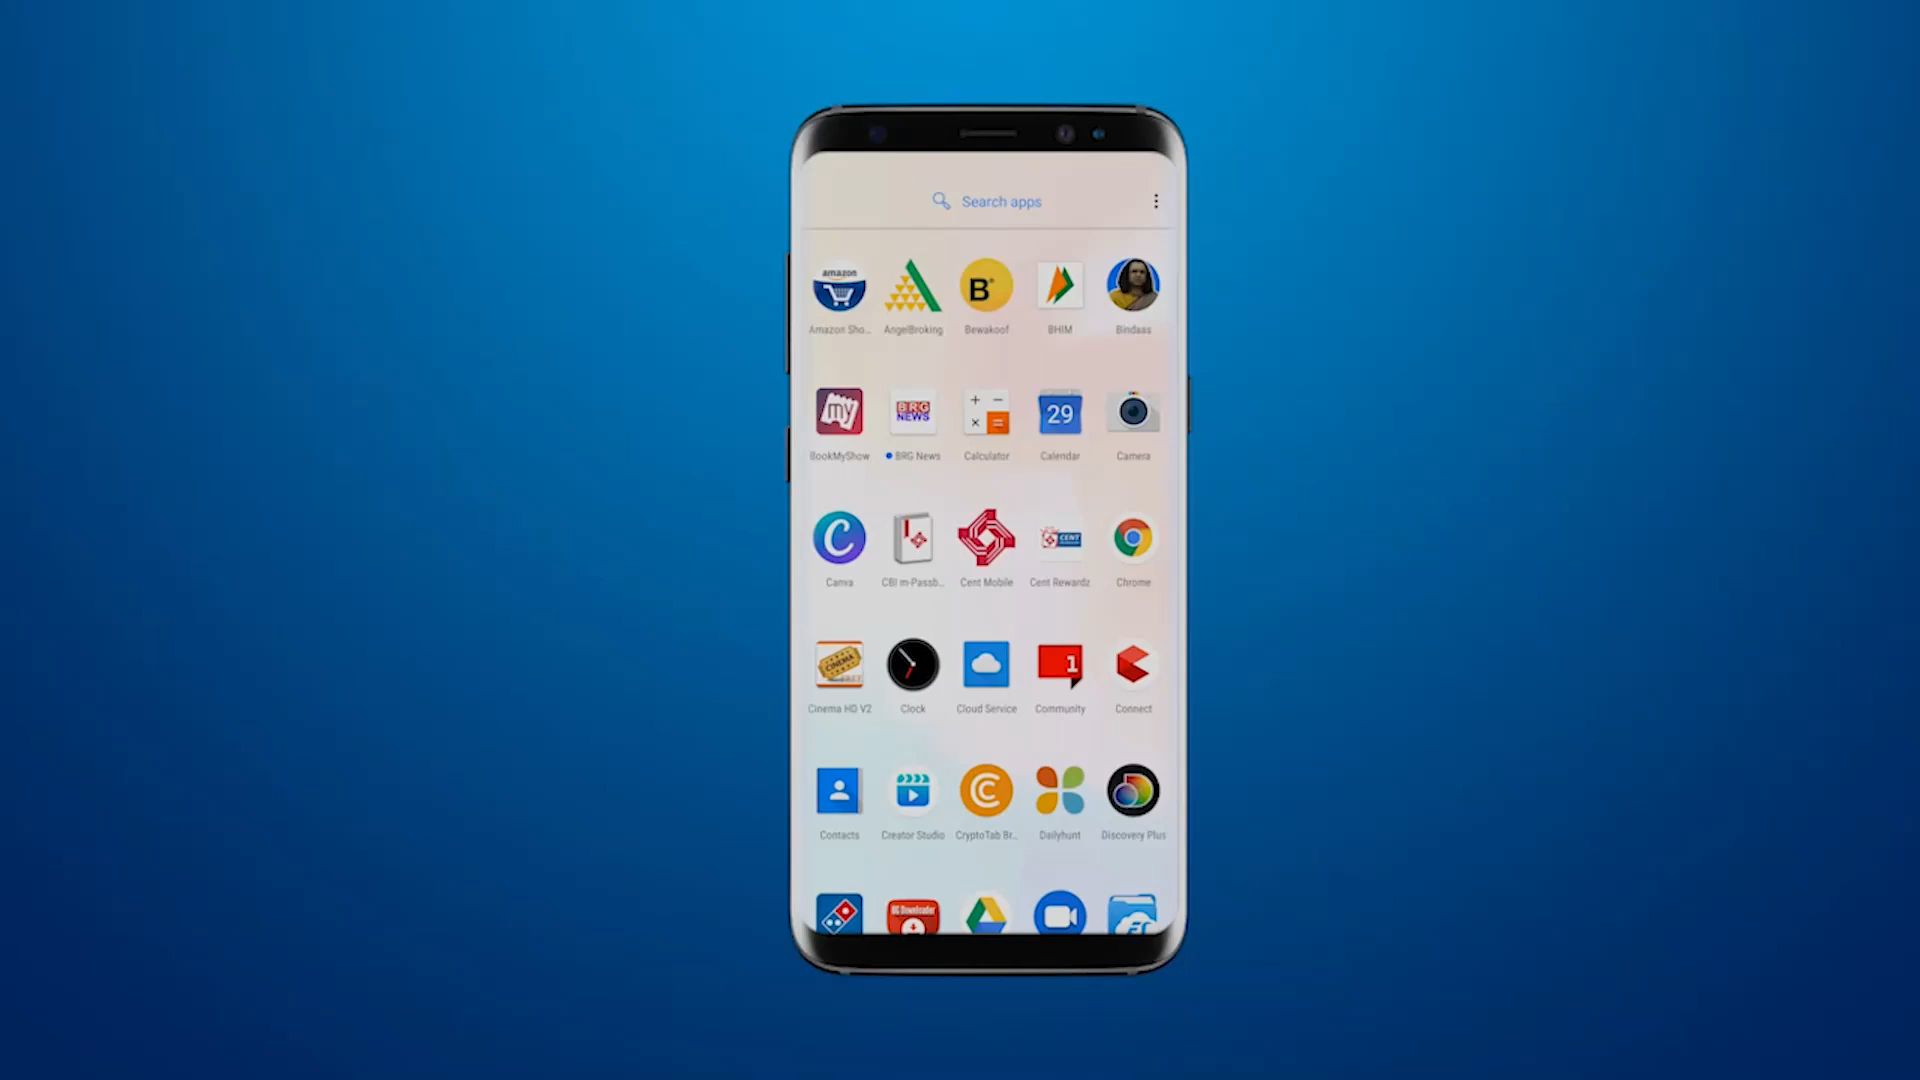 Search apps
amazon
B
Amazon Sho...
AngelBroking
Bewakoof
BHIM
Bindaas
my
BRG
NEWS
29
BookMyShow
BRG News
Calculator
Calendar
Camera
C
CENT
Canva
CBI m-Passb...
Cent Mobile
Cent Rewardz
Chrome
CINEMA
1
Cinema HD V2
Clock
Cloud Service
Community
Connect
C
Contacts
Creator Studio
CryptoTab Br...
Dailyhunt
Discovery Plus